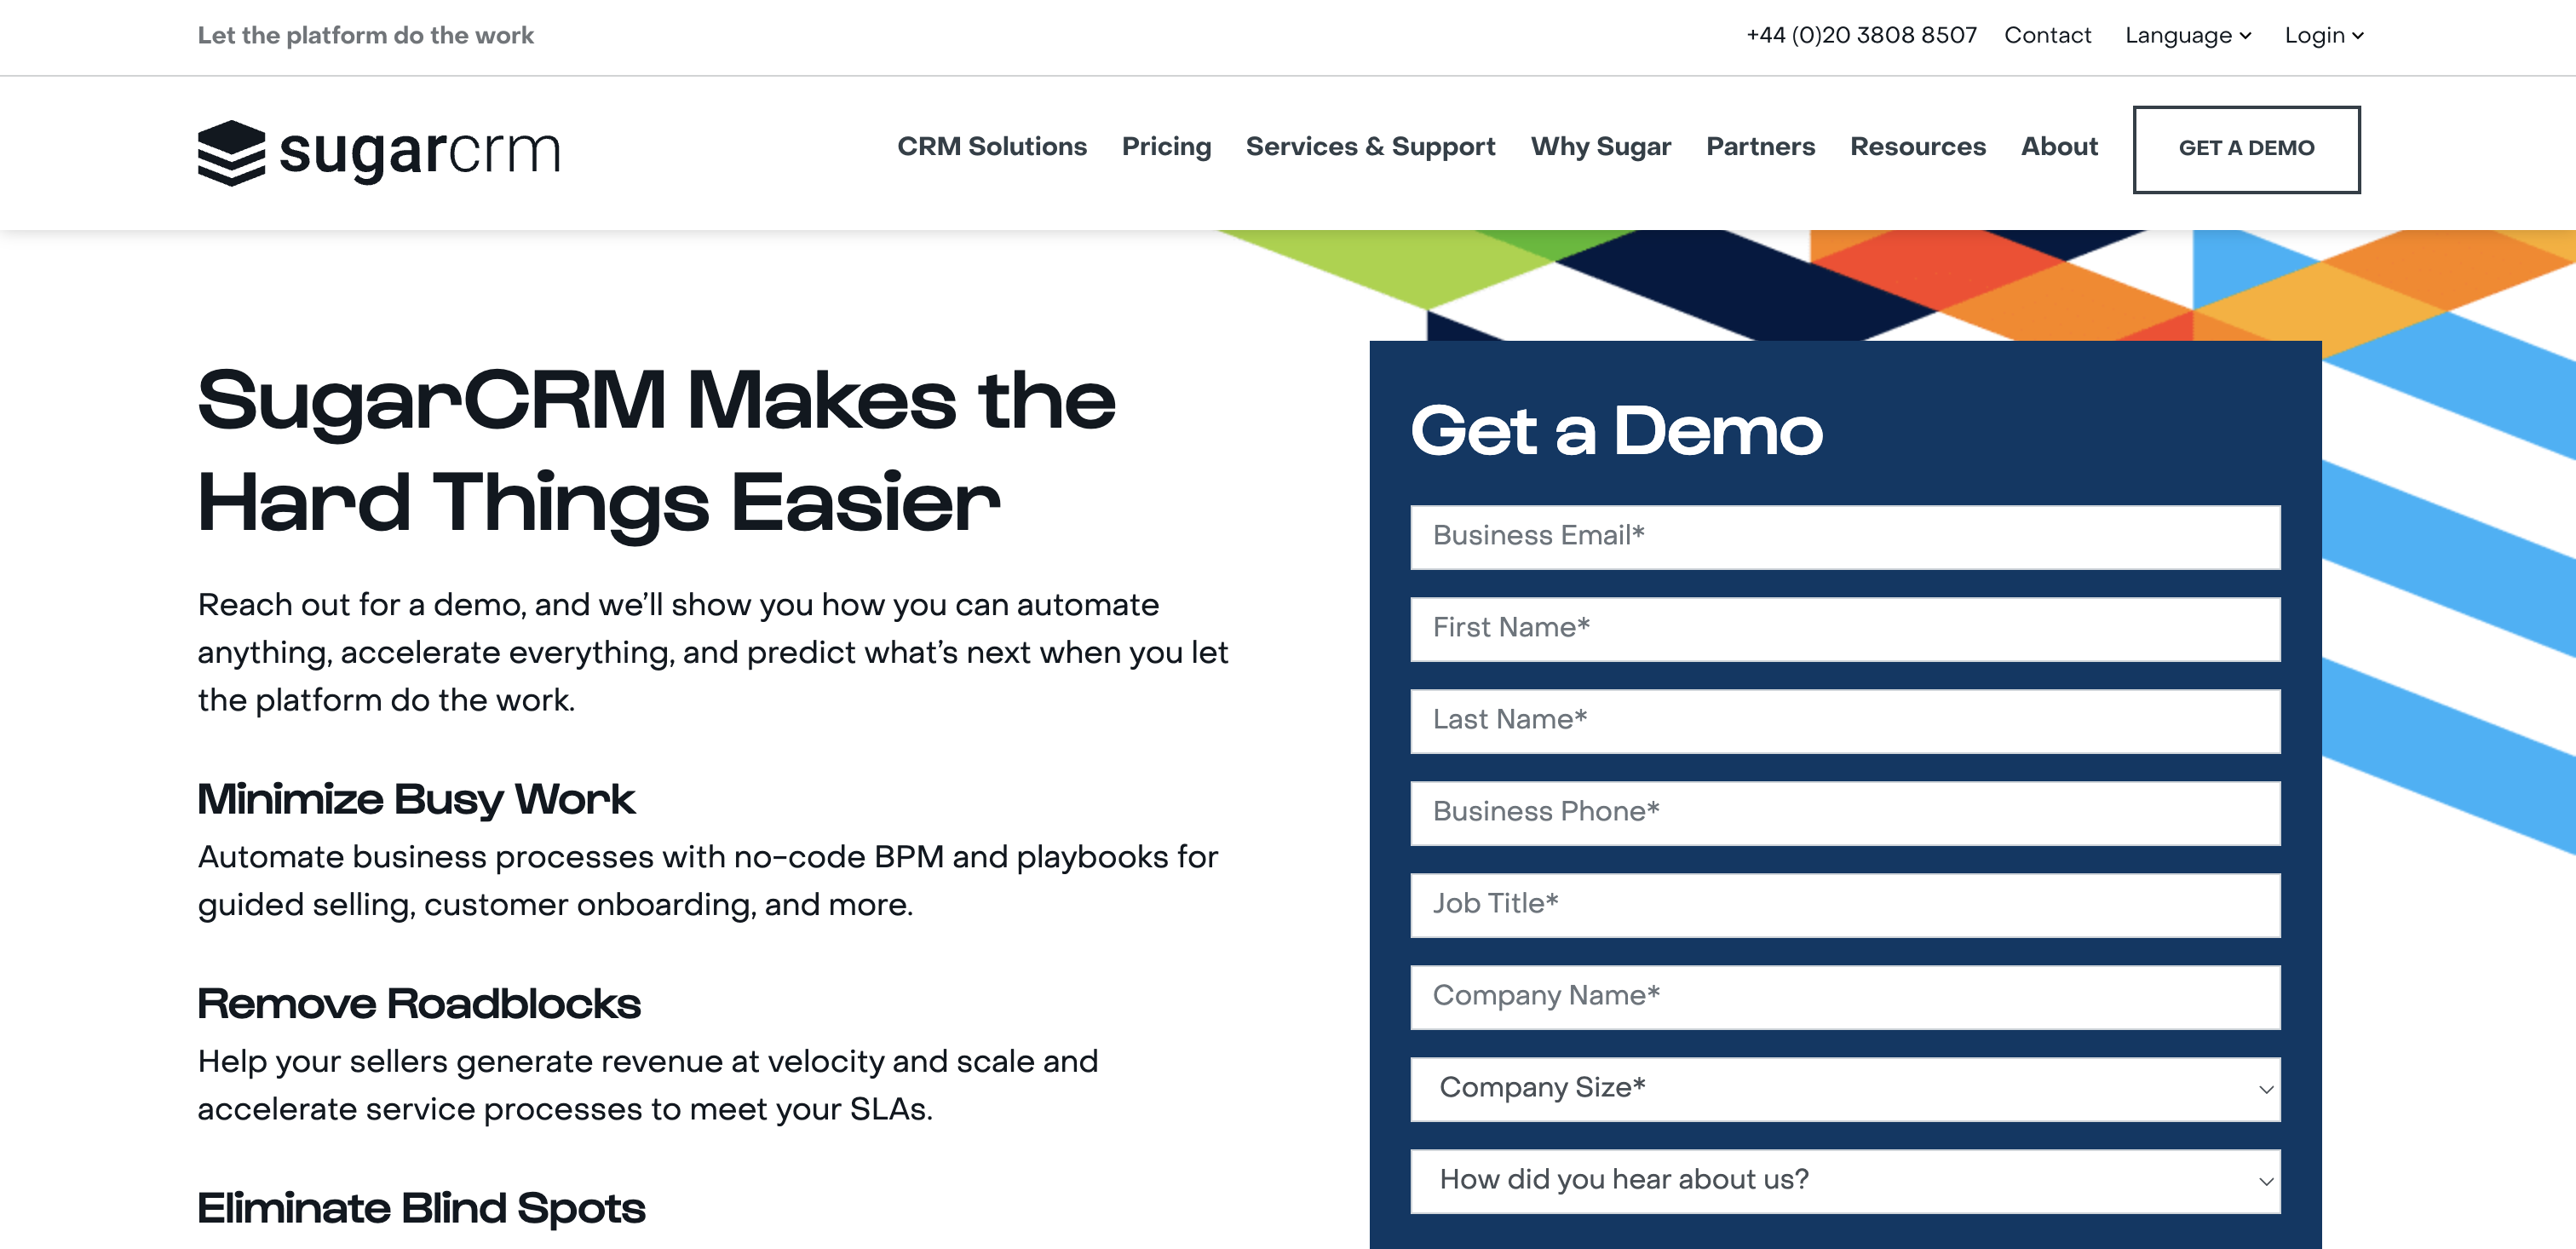 Let the platform do the work
+44 (0)20 3808 8507 Contact Language Login
sugarcrm
CRM Solutions Pricing Services & Support Why Sugar Partners Resources About GET A DEMO
SugarCRM Makes the
Hard Things Easier
Reach out for a demo, and we’ll show you how you can automate
anything, accelerate everything, and predict what’s next when you let
the platform do the work.
Minimize Busy Work
Automate business processes with no-code BPM and playbooks for
guided selling, customer onboarding, and more.
Remove Roadblocks
Help your sellers generate revenue at velocity and scale and
accelerate service processes to meet your SLAs.
Eliminate Blind Spots
Get a Demo
Business Email*
First Name*
Last Name*
Business Phone*
Job Title*
Company Name*
Company Size*
How did you hear about us?